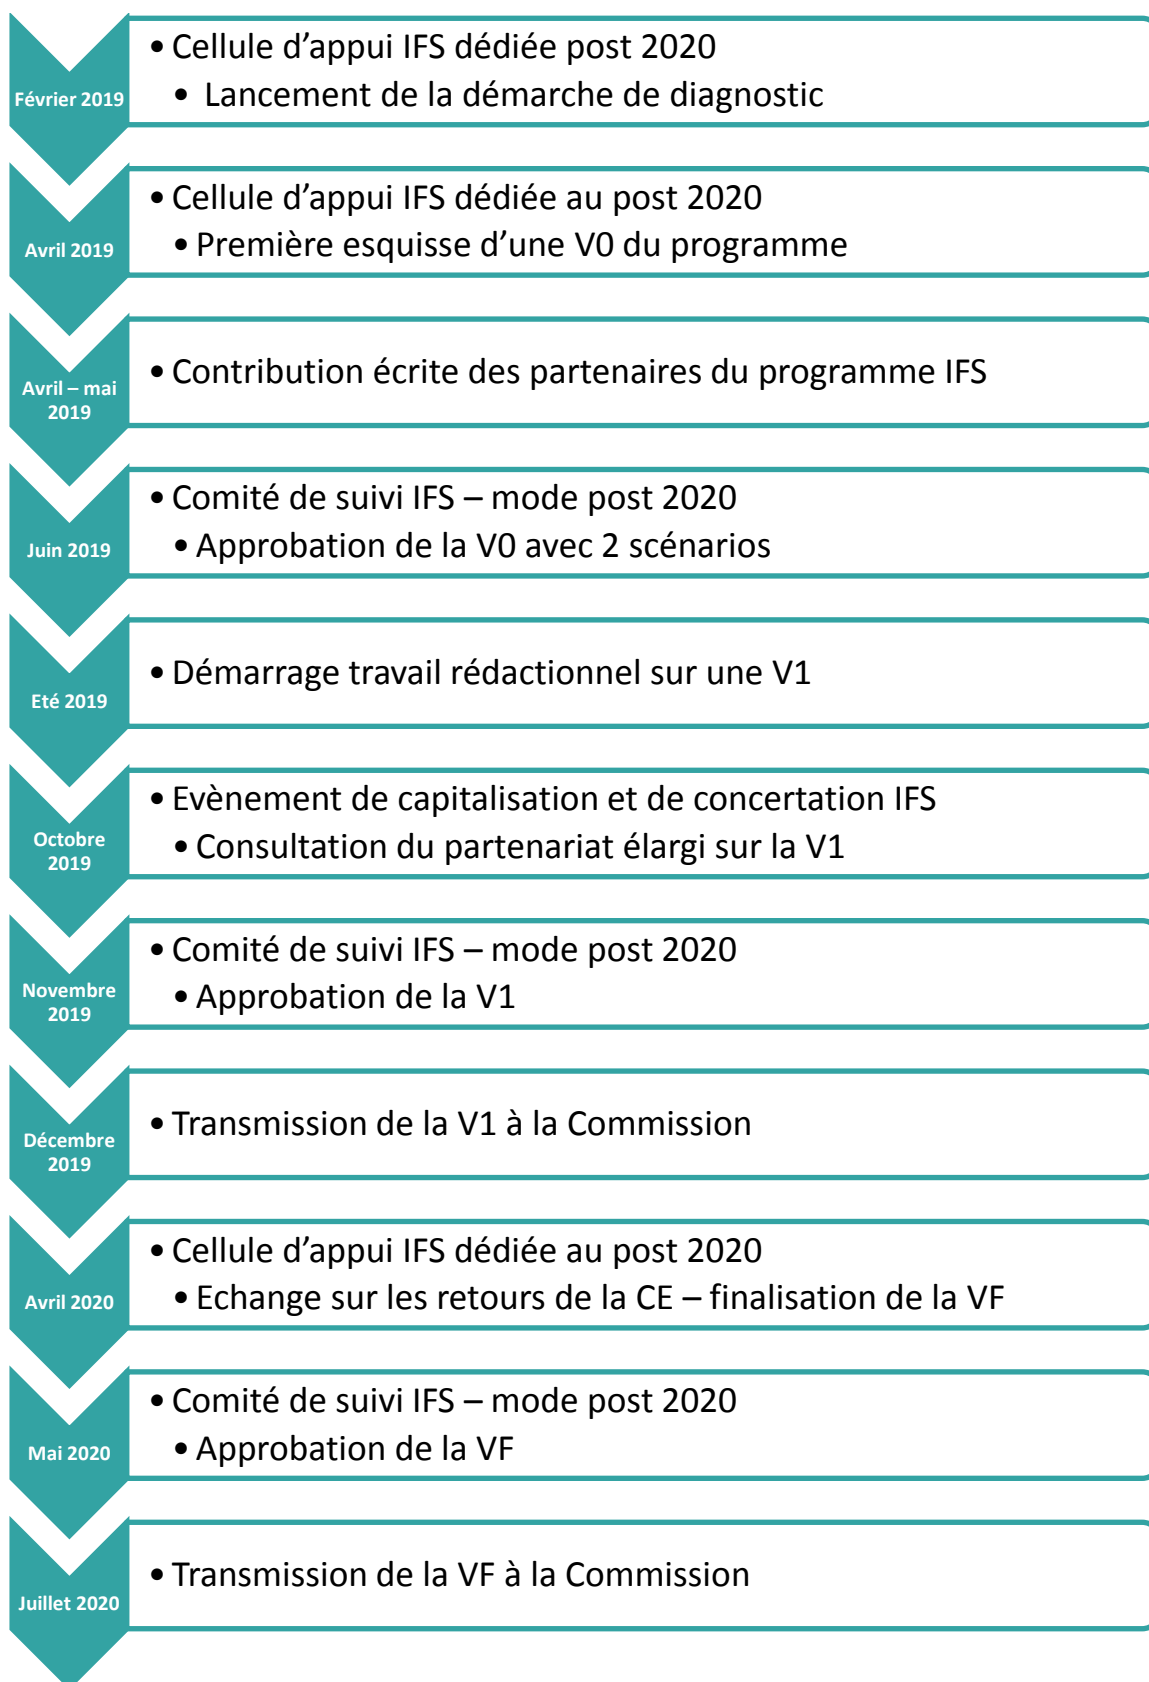 Février 2019
• Cellule d’appui IFS dédiée post 2020
• Lancement de la démarche de diagnostic
Avril 2019
• Cellule d’appui IFS dédiée au post 2020
• Première esquisse d’une V0 du programme
Avril – mai
2019
• Contribution écrite des partenaires du programme IFS
Juin 2019
• Comité de suivi IFS – mode post 2020
• Approbation de la V0 avec 2 scénarios
Eté 2019
• Démarrage travail rédactionnel sur une V1
Octobre
2019
• Evènement de capitalisation et de concertation IFS
• Consultation du partenariat élargi sur la V1
Novembre
2019
• Comité de suivi IFS – mode post 2020
• Approbation de la V1
Décembre
2019
• Transmission de la V1 à la Commission
Avril 2020
• Cellule d’appui IFS dédiée au post 2020
• Echange sur les retours de la CE – finalisation de la VF
Mai 2020
• Comité de suivi IFS – mode post 2020
• Approbation de la VF
Juillet 2020
• Transmission de la VF à la Commission